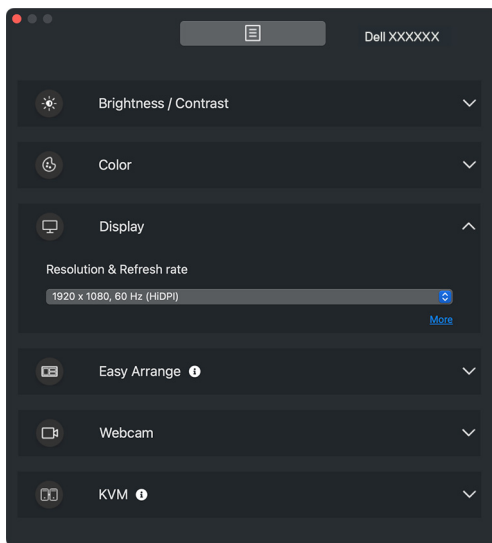 Dell XXXXXX
Brightness / Contrast
Color
Display
Resolution & Refresh rate
1920 x 1080, 60 Hz (HiDPI)
More
Easy Arrange
Webcam
KVM